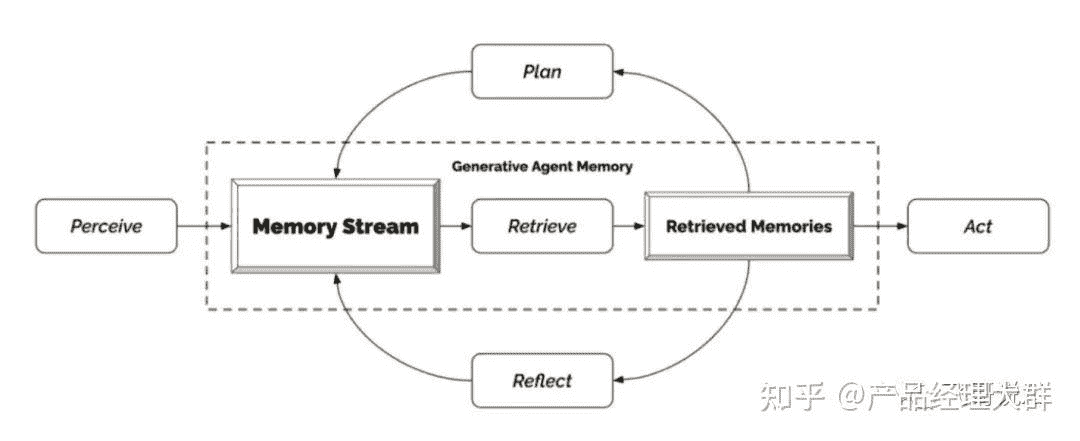 Plan
Generative Agent Memory
Perceive
Memory Stream
Retrieve
Retrieved Memories
Act
Reflect
知乎 @产品经理大群